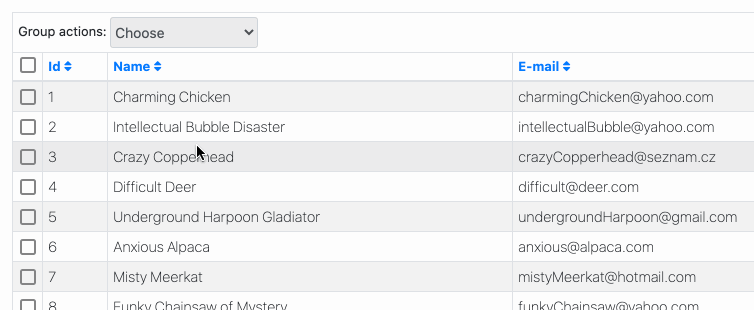 Group actions: Choose
Id Name E-mail
1 Charming Chicken charmingChicken@yahoo.com
2 Intellectual Bubble Disaster intellectualBubble@yahoo.com
3 Crazy Copperhead crazyCopperhead@seznam.cz
4 Difficult Deer difficult@deer.com
5 Underground Harpoon Gladiator undergroundHarpoon@gmail.com
6 Anxious Alpaca anxious@alpaca.com
7 Misty Meerkat mistyMeerkat@hotmail.com
8 Funky Chainsaw of Mystery funkyChainsaw@yahoo.com